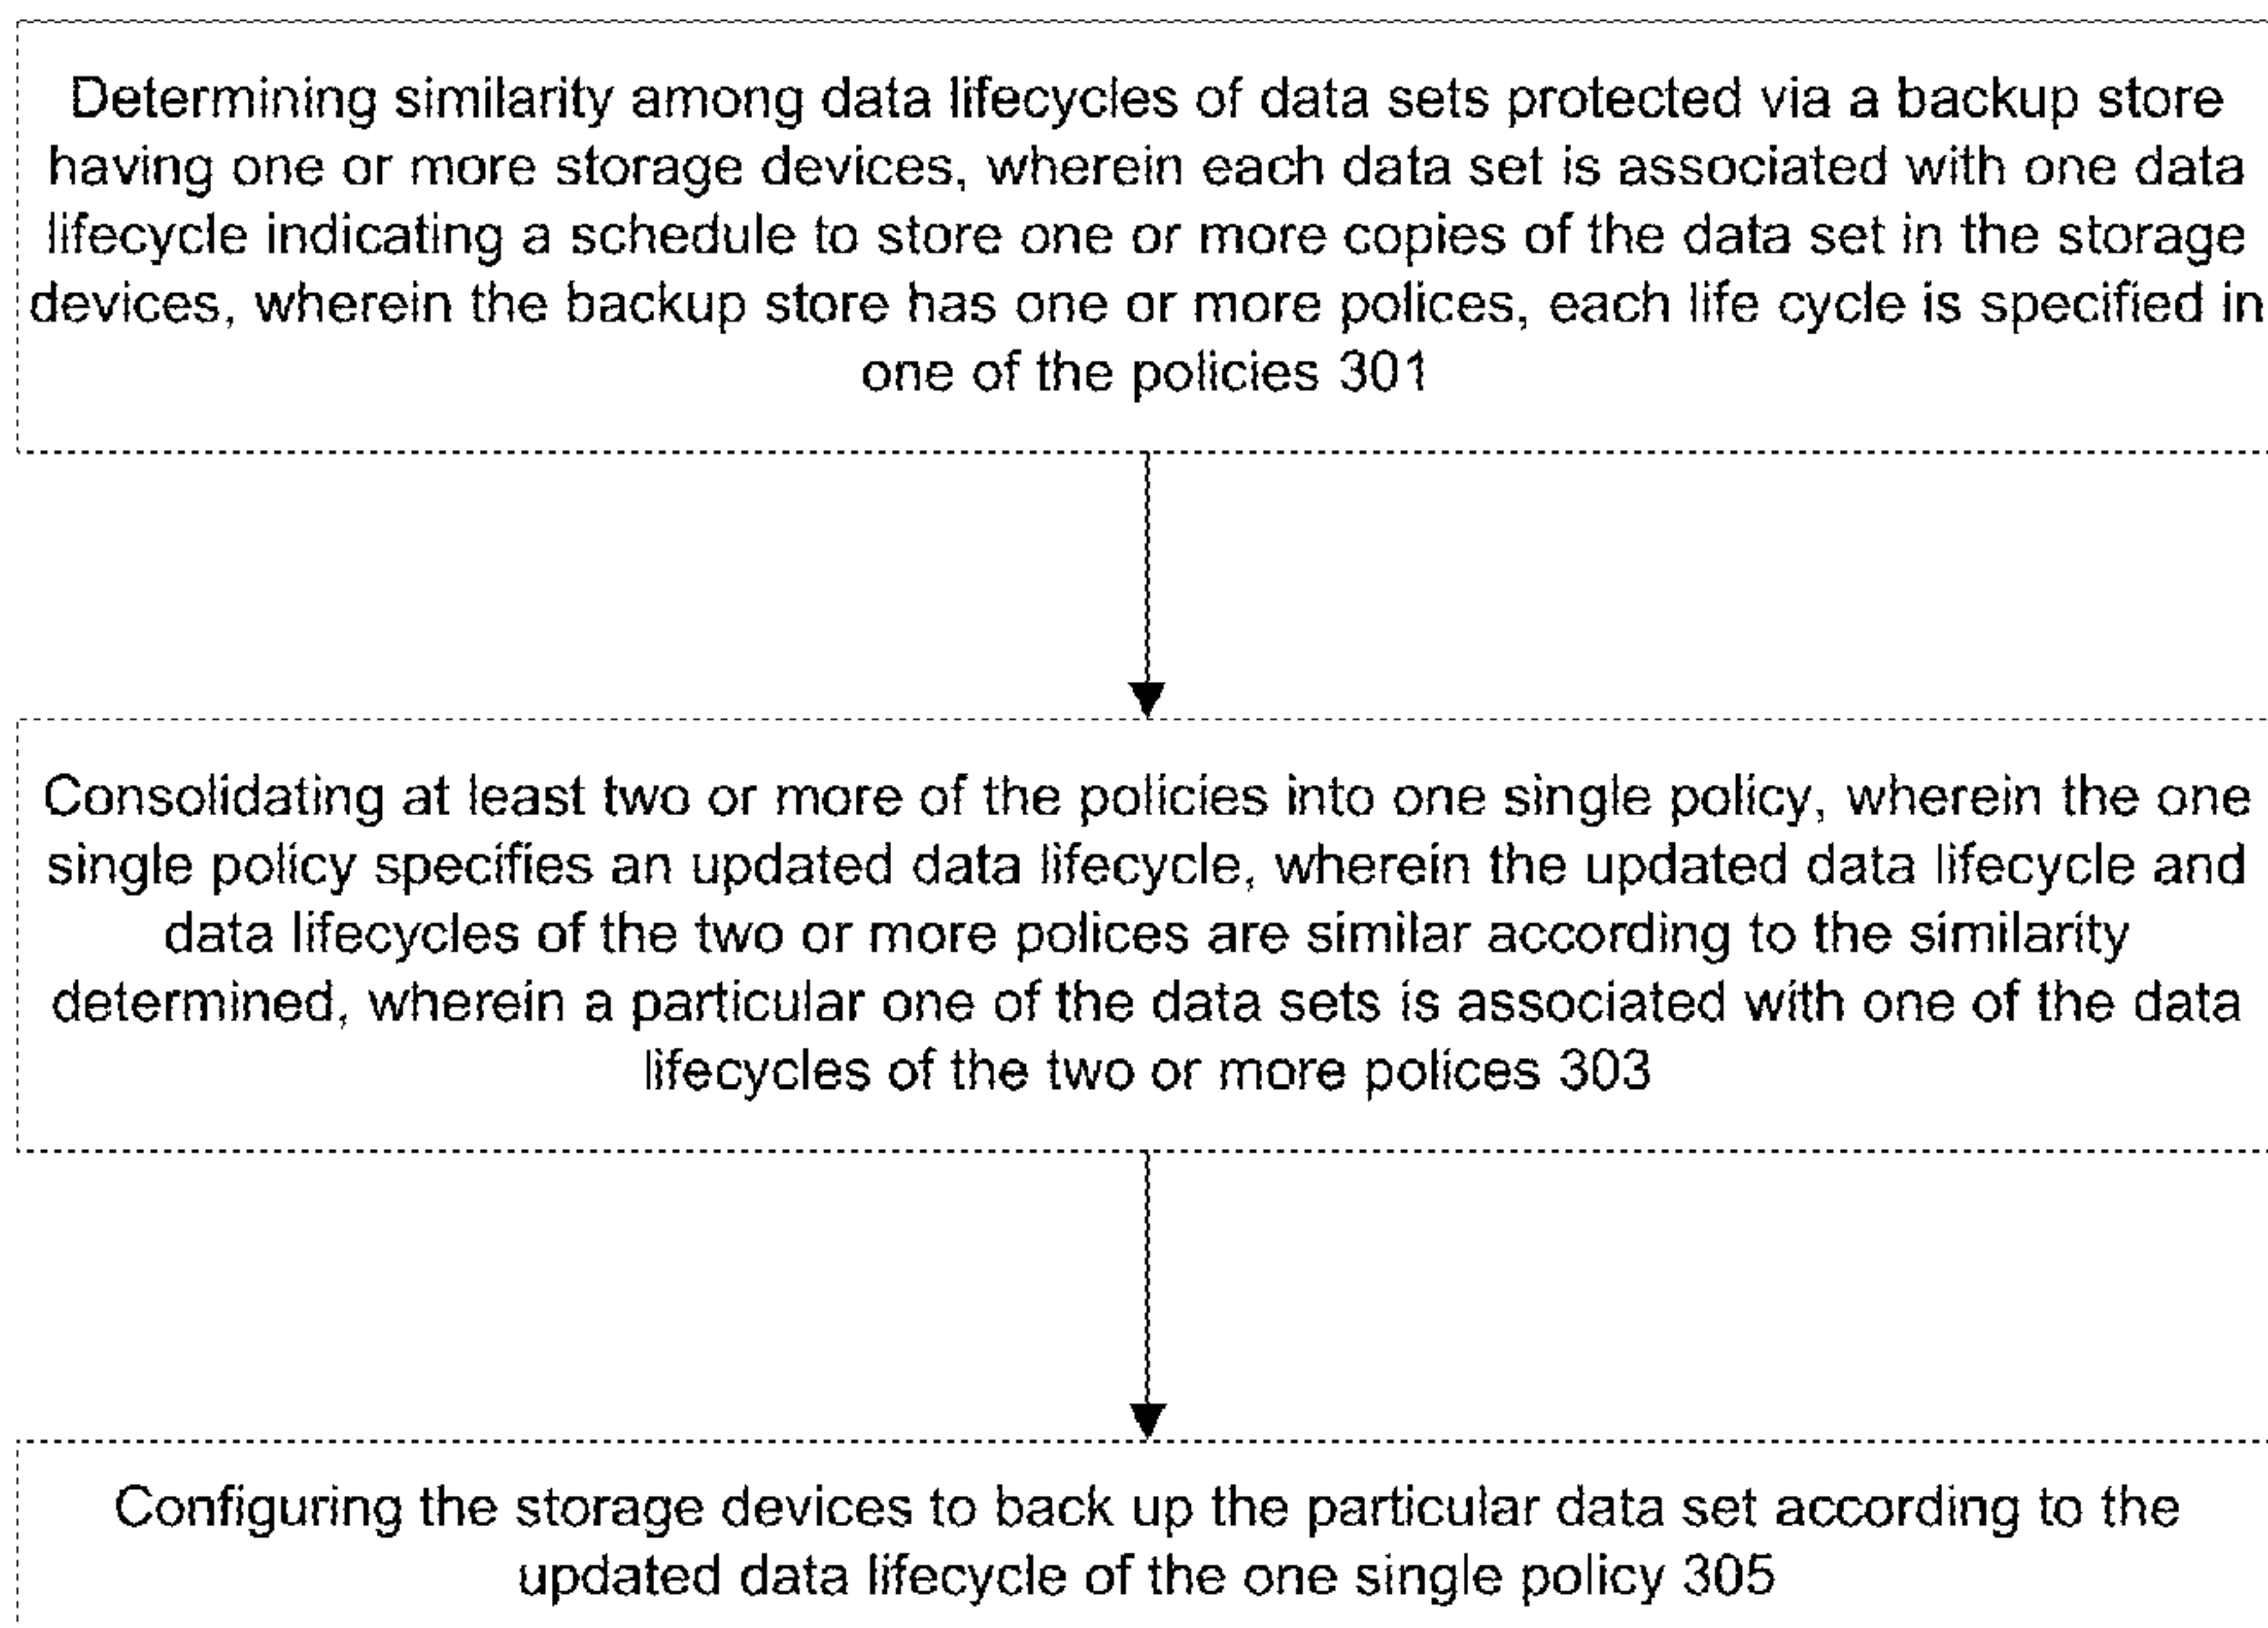 Determining similarity among data lifecycles of data sets protected via a backup store
having one or more storage devices, wherein each data set is associated with one data
lifecycle indicating a schedule to store one or more copies of the data set in the storage
devices, wherein the backup store has one or more polices, each life cycle is specified in
one of the policies 301
Consolidating at least two or more of the policies into one single policy, wherein the one
single policy specifies an updated data lifecycle, wherein the updated data lifecycle and
data lifecycles of the two or more polices are similar according to the similarity
determined, wherein a particular one of the data sets is associated with one of the data
lifecycles of the two or more polices 303
Configuring the storage devices to back up the particular data set according to the
updated data lifecycle of the one single policy 305